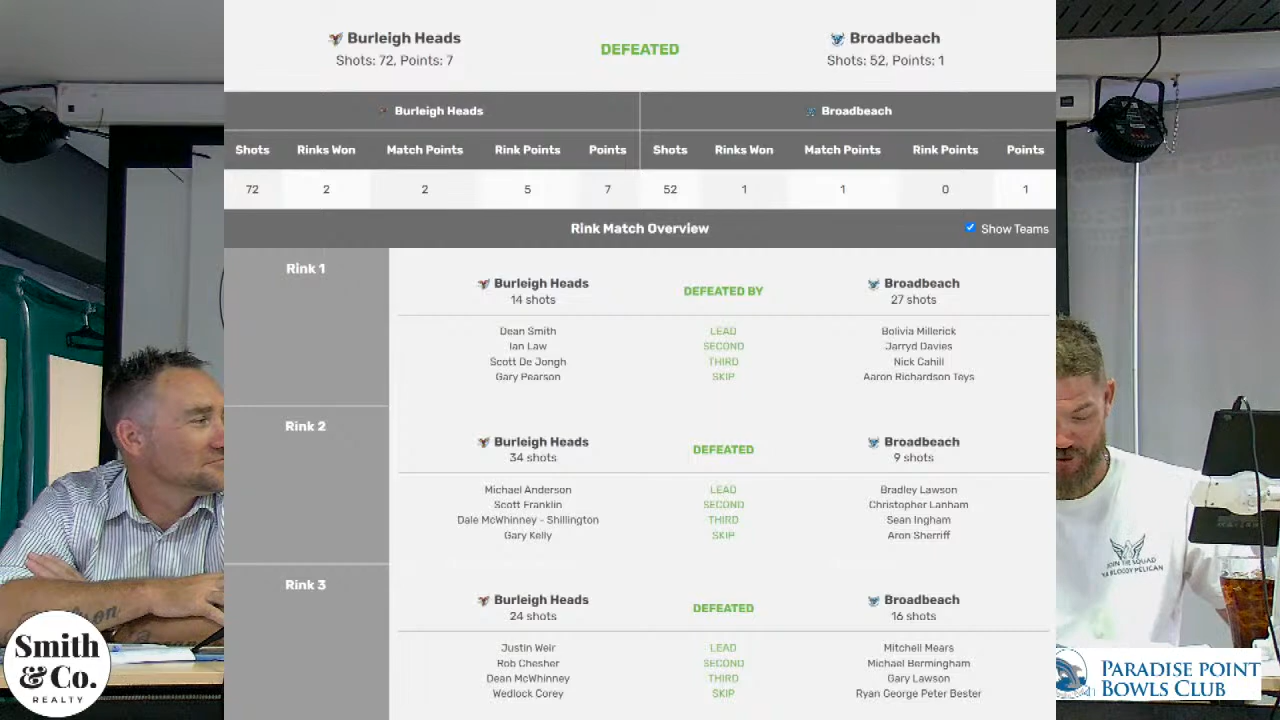 Burleigh Heads
Shots: 72, Points: 7
DEFEATED
Broadbeach
Shots: 52, Points: 1
Burleigh Heads
Broadbeach
Shots Rinks Won Match Points Rink Points Points Shots Rinks Won Match Points Rink Points Points
72 2 2 5 7 52 1 1 0 1
Rink Match Overview
Show Teams
Rink 1
Burleigh Heads DEFEATED BY Broadbeach
14 shots 27 shots
Dean Smith LEAD Bolivia Millerick
Ian Law SECOND Jarryd Davies
Scott De Jongh THIRD Nick Cahill
Gary Pearson SKIP Aaron Richardson Teys
Rink 2
Burleigh Heads DEFEATED Broadbeach
34 shots 9 shots
Michael Anderson LEAD Bradley Lawson
Scott Franklin SECOND Christopher Lanham
Dale McWhinney - Shillington THIRD Sean Ingham
Gary Kelly SKIP Aron Sherriff
Rink 3
Burleigh Heads DEFEATED Broadbeach
24 shots 16 shots
Justin Weir LEAD Mitchell Mears
Rob Chesher SECOND Michael Bermingham
Dean McWhinney THIRD Gary Lawson
Wedlock Corey SKIP Ryan George Peter Bester
JOIN THE SQUAD
BLOODY PELICAN
Smith
& Co.
REALTY
PARADISE POINT
BOWLS CLUB